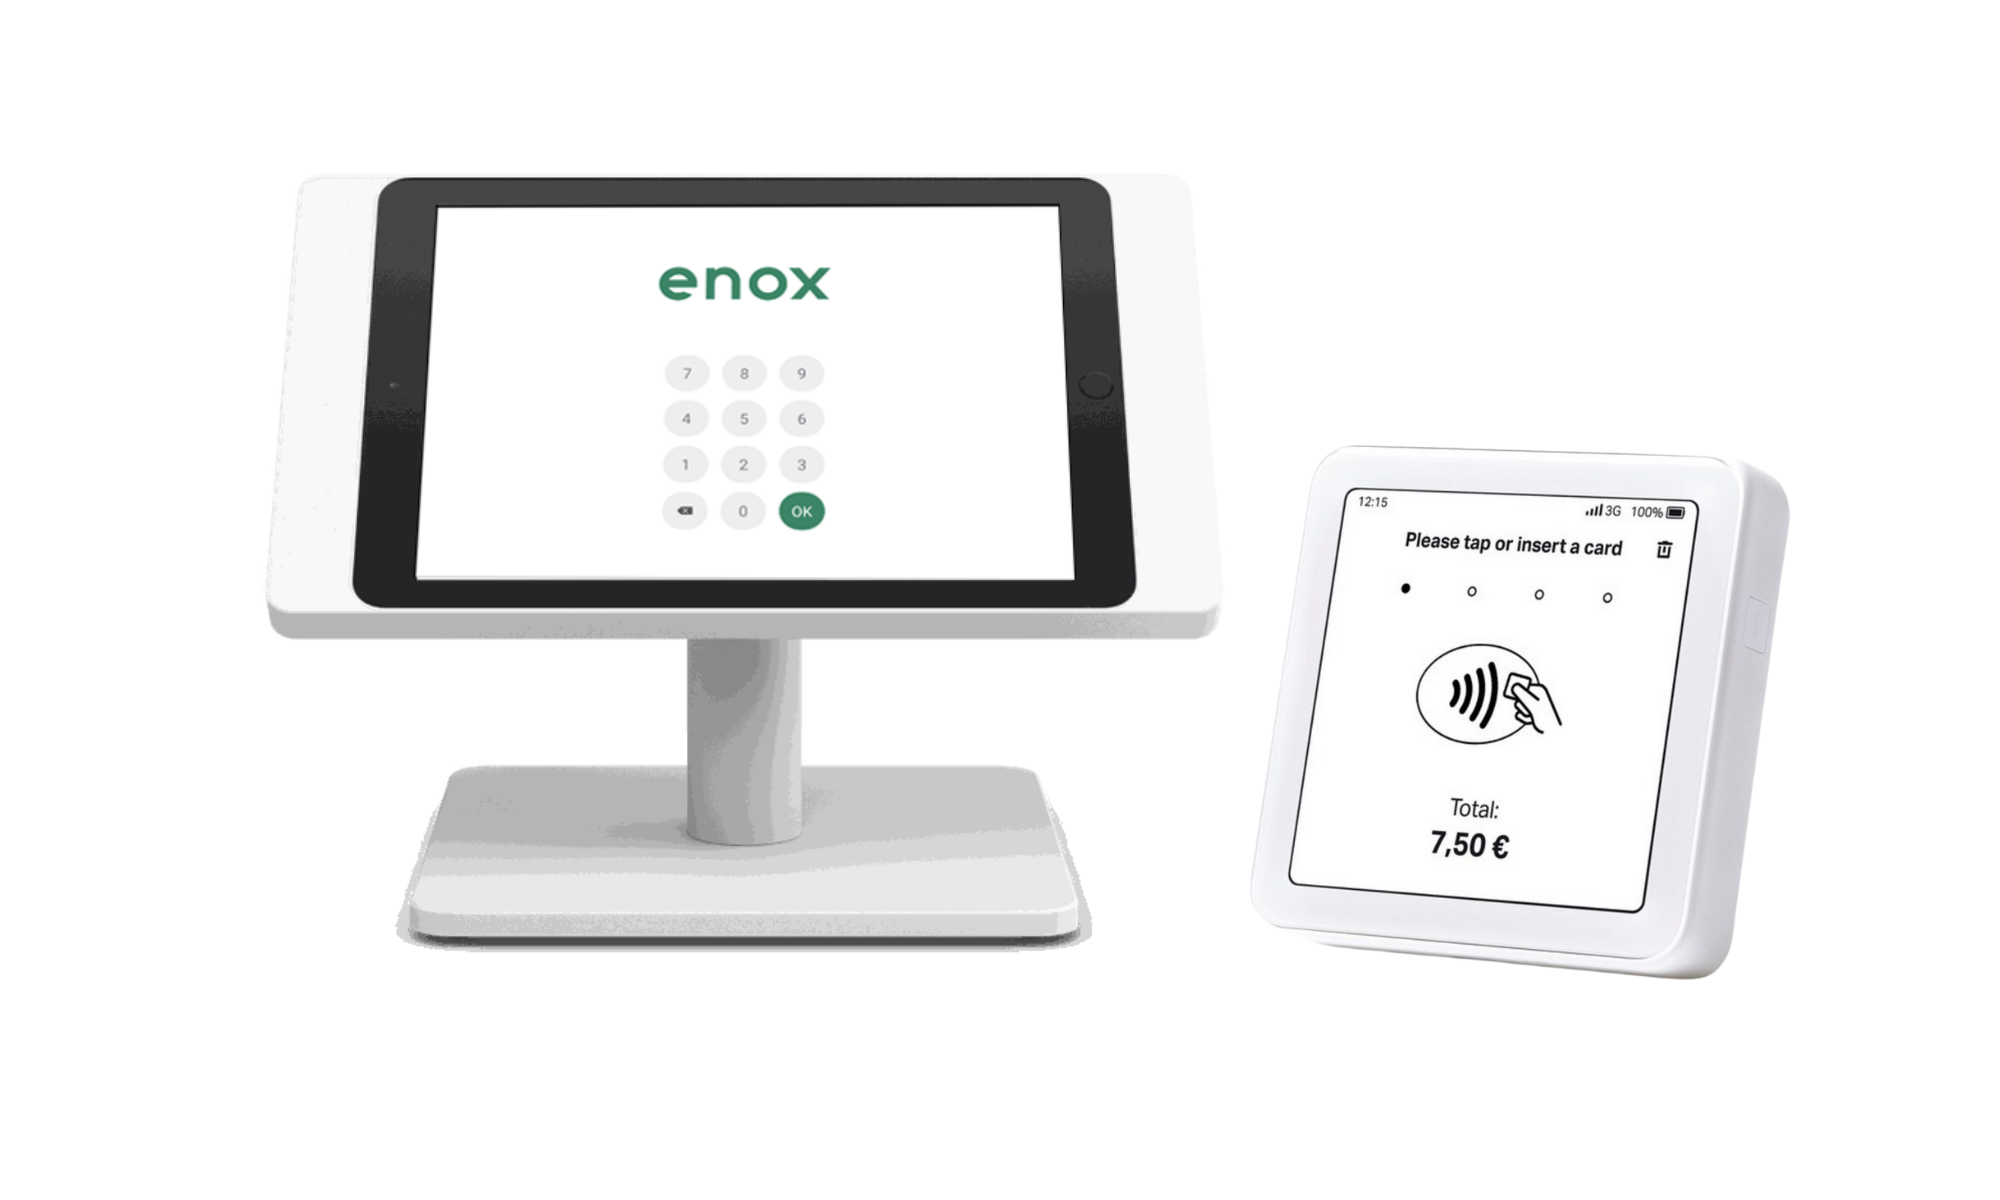 enox
7 8 9
4 5 6
1 2 3
0 OK
12:15 3G 100%
Please tap or insert a card
Total:
7,50 €